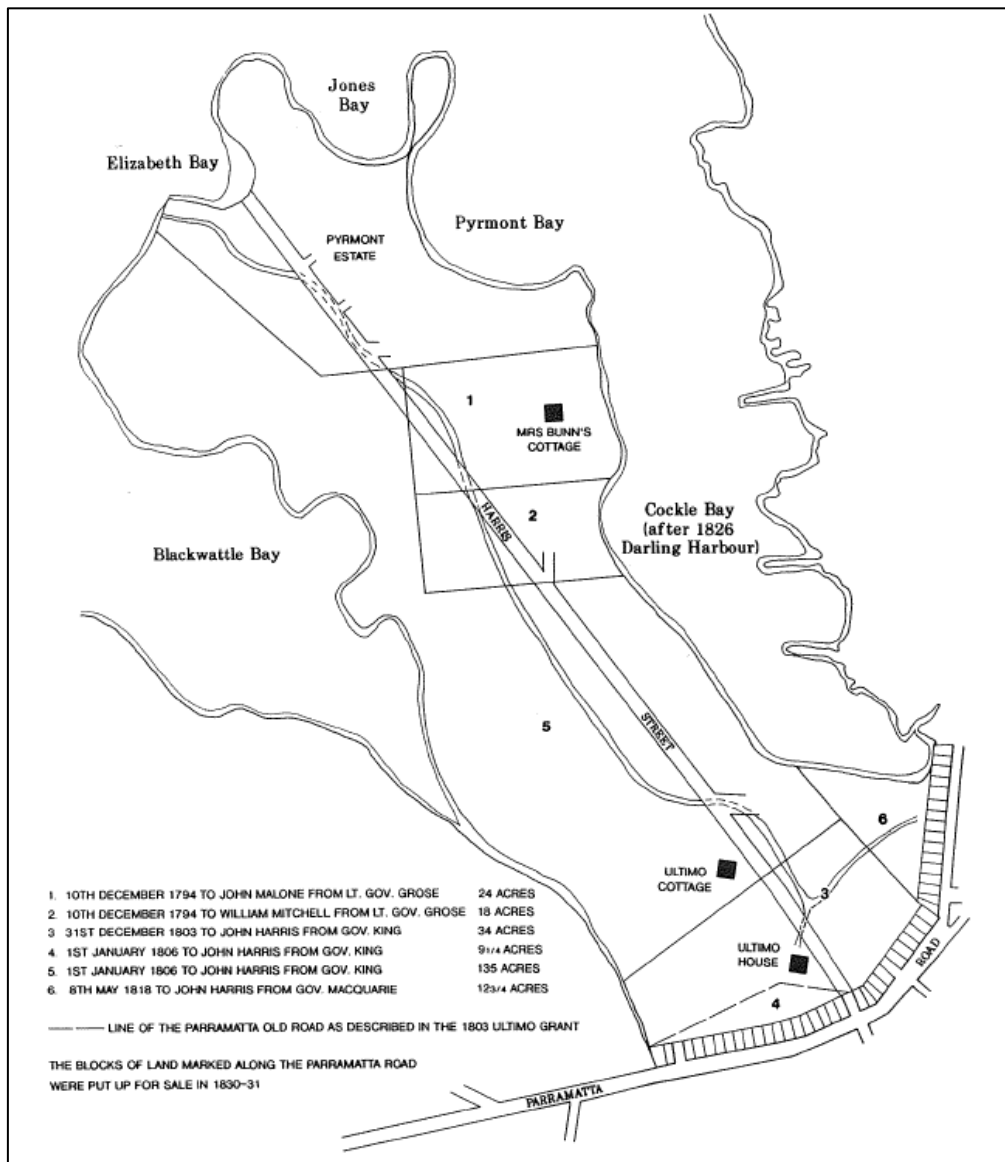 Jones
Bay
Elizabeth Bay
Pyrmont Bay
PYRMONT
ESTATE
1
MRS BUNN'S
COTTAGE
2
HARRIS
Cockle Bay
(after 1826
Darling Harbour)
Blackwattle Bay
5
STREET
6
ULTIMO
COTTAGE
3
ULTIMO
HOUSE
4
ROAD
PARRAMATTA
1. 10TH DECEMBER 1794 TO JOHN MALONE FROM LT. GOV. GROSE 24 ACRES
2. 10TH DECEMBER 1794 TO WILLIAM MITCHELL FROM LT. GOV. GROSE 18 ACRES
3 31ST DECEMBER 1803 TO JOHN HARRIS FROM GOV. KING 34 ACRES
4. 1ST JANUARY 1806 TO JOHN HARRIS FROM GOV. KING 9 1/4 ACRES
5. 1ST JANUARY 1806 TO JOHN HARRIS FROM GOV. KING 135 ACRES
6. 8TH MAY 1818 TO JOHN HARRIS FROM GOV. MACQUARIE 12 3/4 ACRES
LINE OF THE PARRAMATTA OLD ROAD AS DESCRIBED IN THE 1803 ULTIMO GRANT
THE BLOCKS OF LAND MARKED ALONG THE PARRAMATTA ROAD
WERE PUT UP FOR SALE IN 1830-31